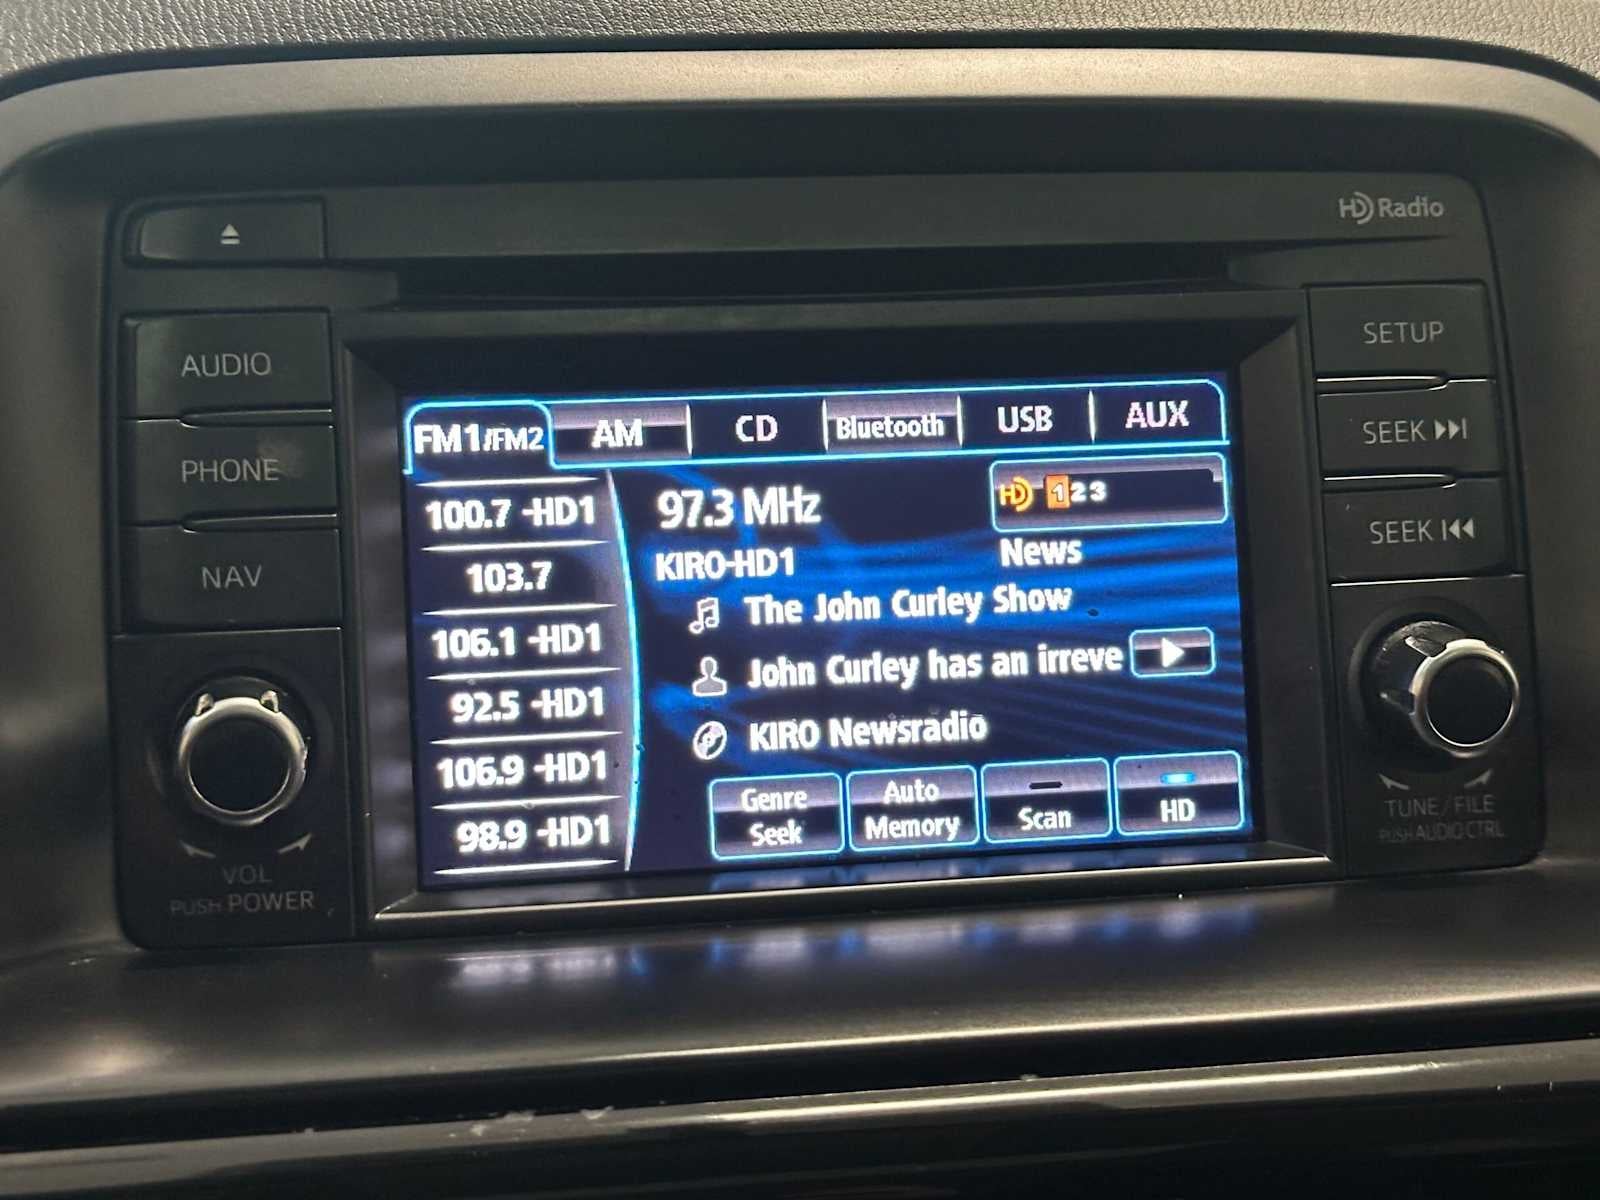 HD Radio
AUDIO
PHONE
NAV
VOL
PUSH POWER
FM1/FM2
AM
CD
Bluetooth
USB
AUX
100.7 -HD1
103.7
106.1 -HD1
92.5 -HD1
106.9 -HD1
98.9 -HD1
97.3 MHz
HD 1 2 3
KIRO-HD1
News
The John Curley Show
John Curley has an irreve
KIRO Newsradio
Genre
Seek
Auto
Memory
Scan
HD
SETUP
SEEK
SEEK
TUNE/FILE
PUSH AUDIO CTRL